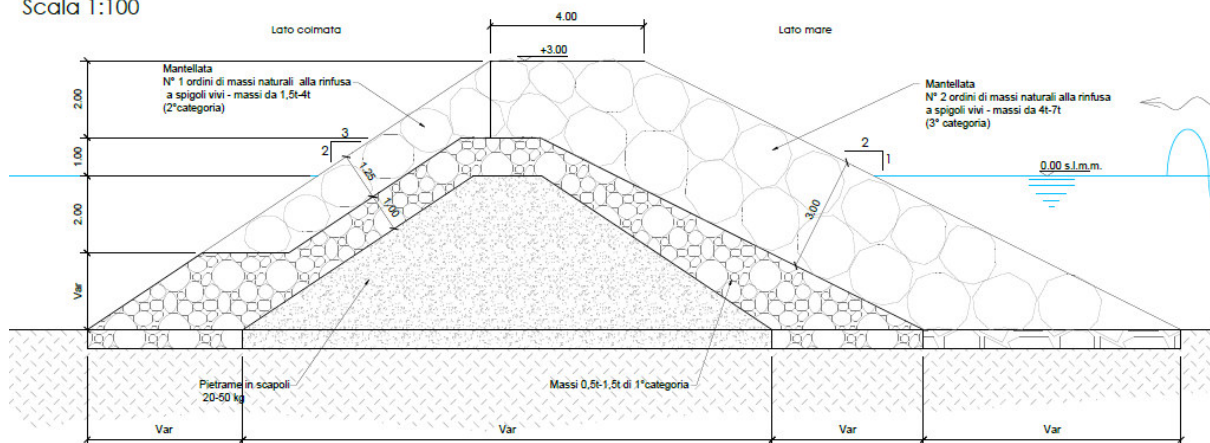 Scala 1:100
4.00
Lato colmata
Lato mare
+3.00
Mantellata
N° 1 ordini di massi naturali alla rinfusa
a spigoli vivi - massi da 1,5t-4t
(2°categoria)
Mantellata
N° 2 ordini di massi naturali alla rinfusa
a spigoli vivi - massi da 4t-7t
(3° categoria)
2.00
3
2
2
1
1.00
1.25
0.00 s.l.m.m.
1.00
3.00
2.00
Var
Pietrame in scapoli
20-50 kg
Massi 0,5t-1,5t di 1°categoria
Var
Var
Var
Var